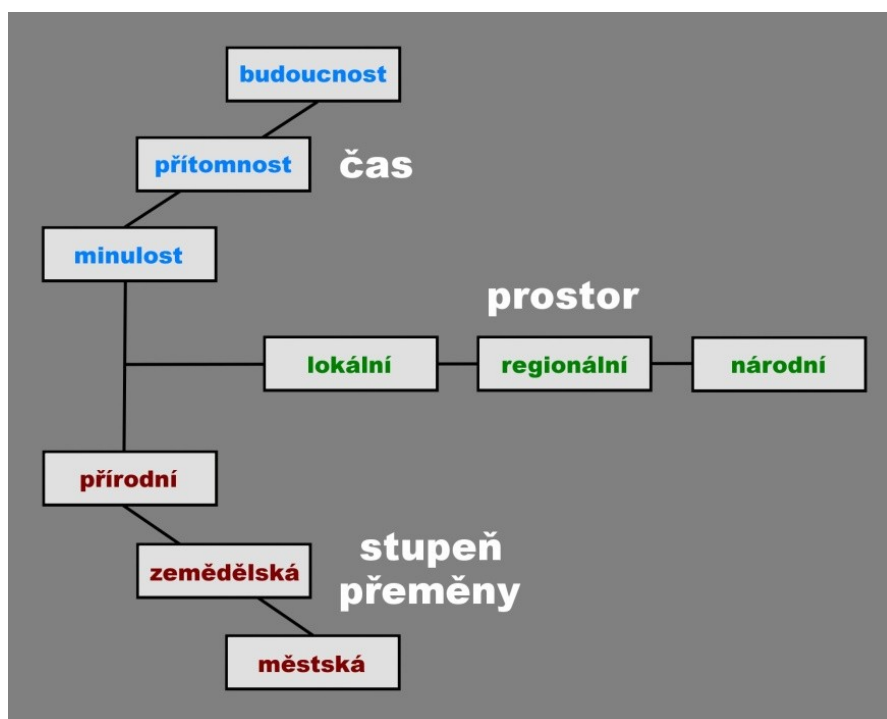 budoucnost
přítomnost
čas
minulost
prostor
lokální
regionální
národní
přírodní
stupeň
přeměny
zemědělská
městská